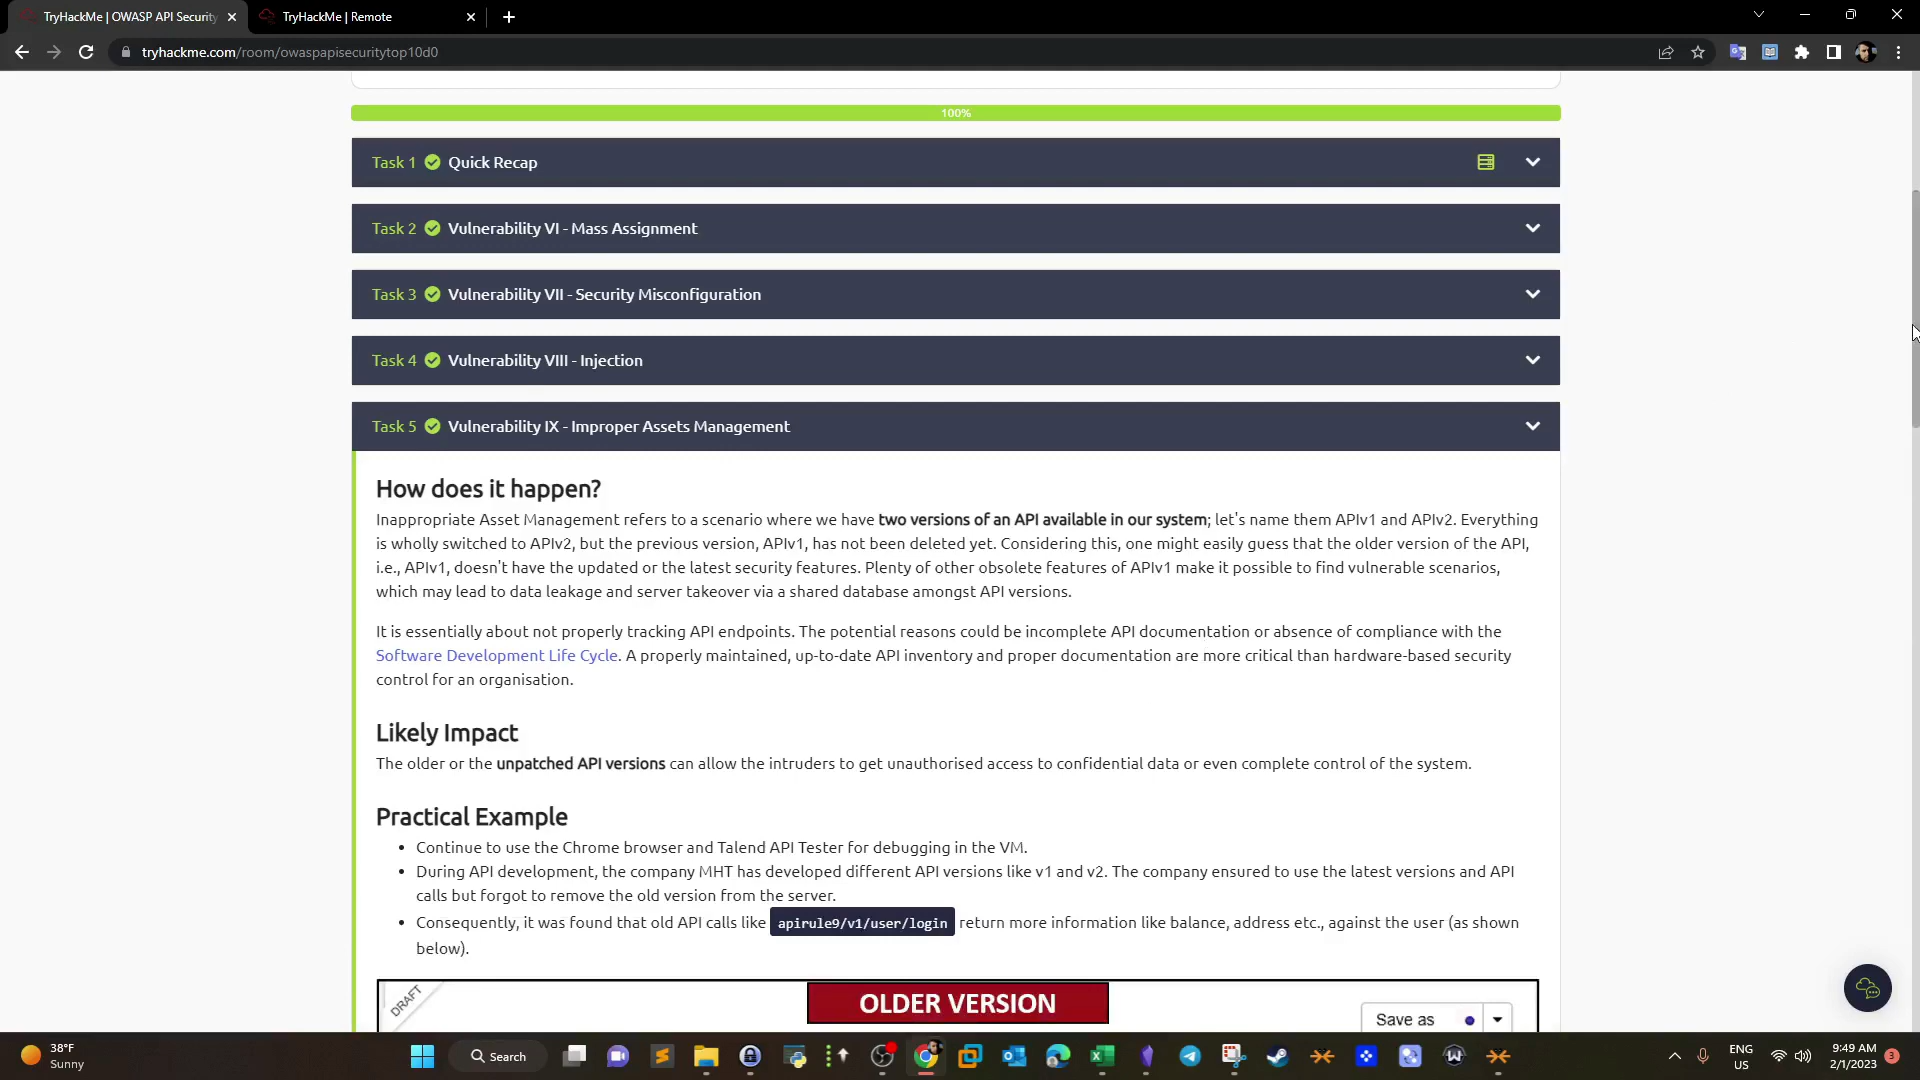 TryHackMe | OWASP API Security
TryHackMe | Remote
tryhackme.com/room/owaspapisecuritytop10d0
100%
Task 1 Quick Recap
Task 2 Vulnerability VI - Mass Assignment
Task 3 Vulnerability VII - Security Misconfiguration
Task 4 Vulnerability VIII - Injection
Task 5 Vulnerability IX - Improper Assets Management
How does it happen?
Inappropriate Asset Management refers to a scenario where we have two versions of an API available in our system; let's name them APIv1 and APIv2. Everything
is wholly switched to APIv2, but the previous version, APIv1, has not been deleted yet. Considering this, one might easily guess that the older version of the API,
i.e., APIv1, doesn't have the updated or the latest security features. Plenty of other obsolete features of APIv1 make it possible to find vulnerable scenarios,
which may lead to data leakage and server takeover via a shared database amongst API versions.
It is essentially about not properly tracking API endpoints. The potential reasons could be incomplete API documentation or absence of compliance with the
Software Development Life Cycle. A properly maintained, up-to-date API inventory and proper documentation are more critical than hardware-based security
control for an organisation.
Likely Impact
The older or the unpatched API versions can allow the intruders to get unauthorised access to confidential data or even complete control of the system.
Practical Example
• Continue to use the Chrome browser and Talend API Tester for debugging in the VM.
• During API development, the company MHT has developed different API versions like v1 and v2. The company ensured to use the latest versions and API
calls but forgot to remove the old version from the server.
• Consequently, it was found that old API calls like apirule9/v1/user/login return more information like balance, address etc., against the user (as shown
below).
DRAFT
OLDER VERSION
Save as
38°F
Sunny
Search
ENG
US
9:49 AM
2/1/2023
3